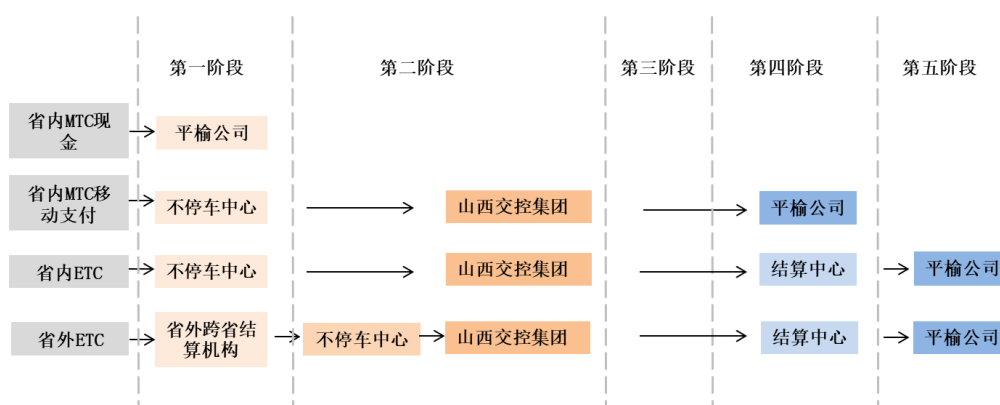 第一阶段
第二阶段
第三阶段
第四阶段
第五阶段
省内MTC现
金
平榆公司
省内MTC移
动支付
不停车中心
山西交控集团
平榆公司
省内ETC
不停车中心
山西交控集团
结算中心
平榆公司
省外ETC
省外跨省结
算机构
不停车中心
山西交控集团
结算中心
平榆公司